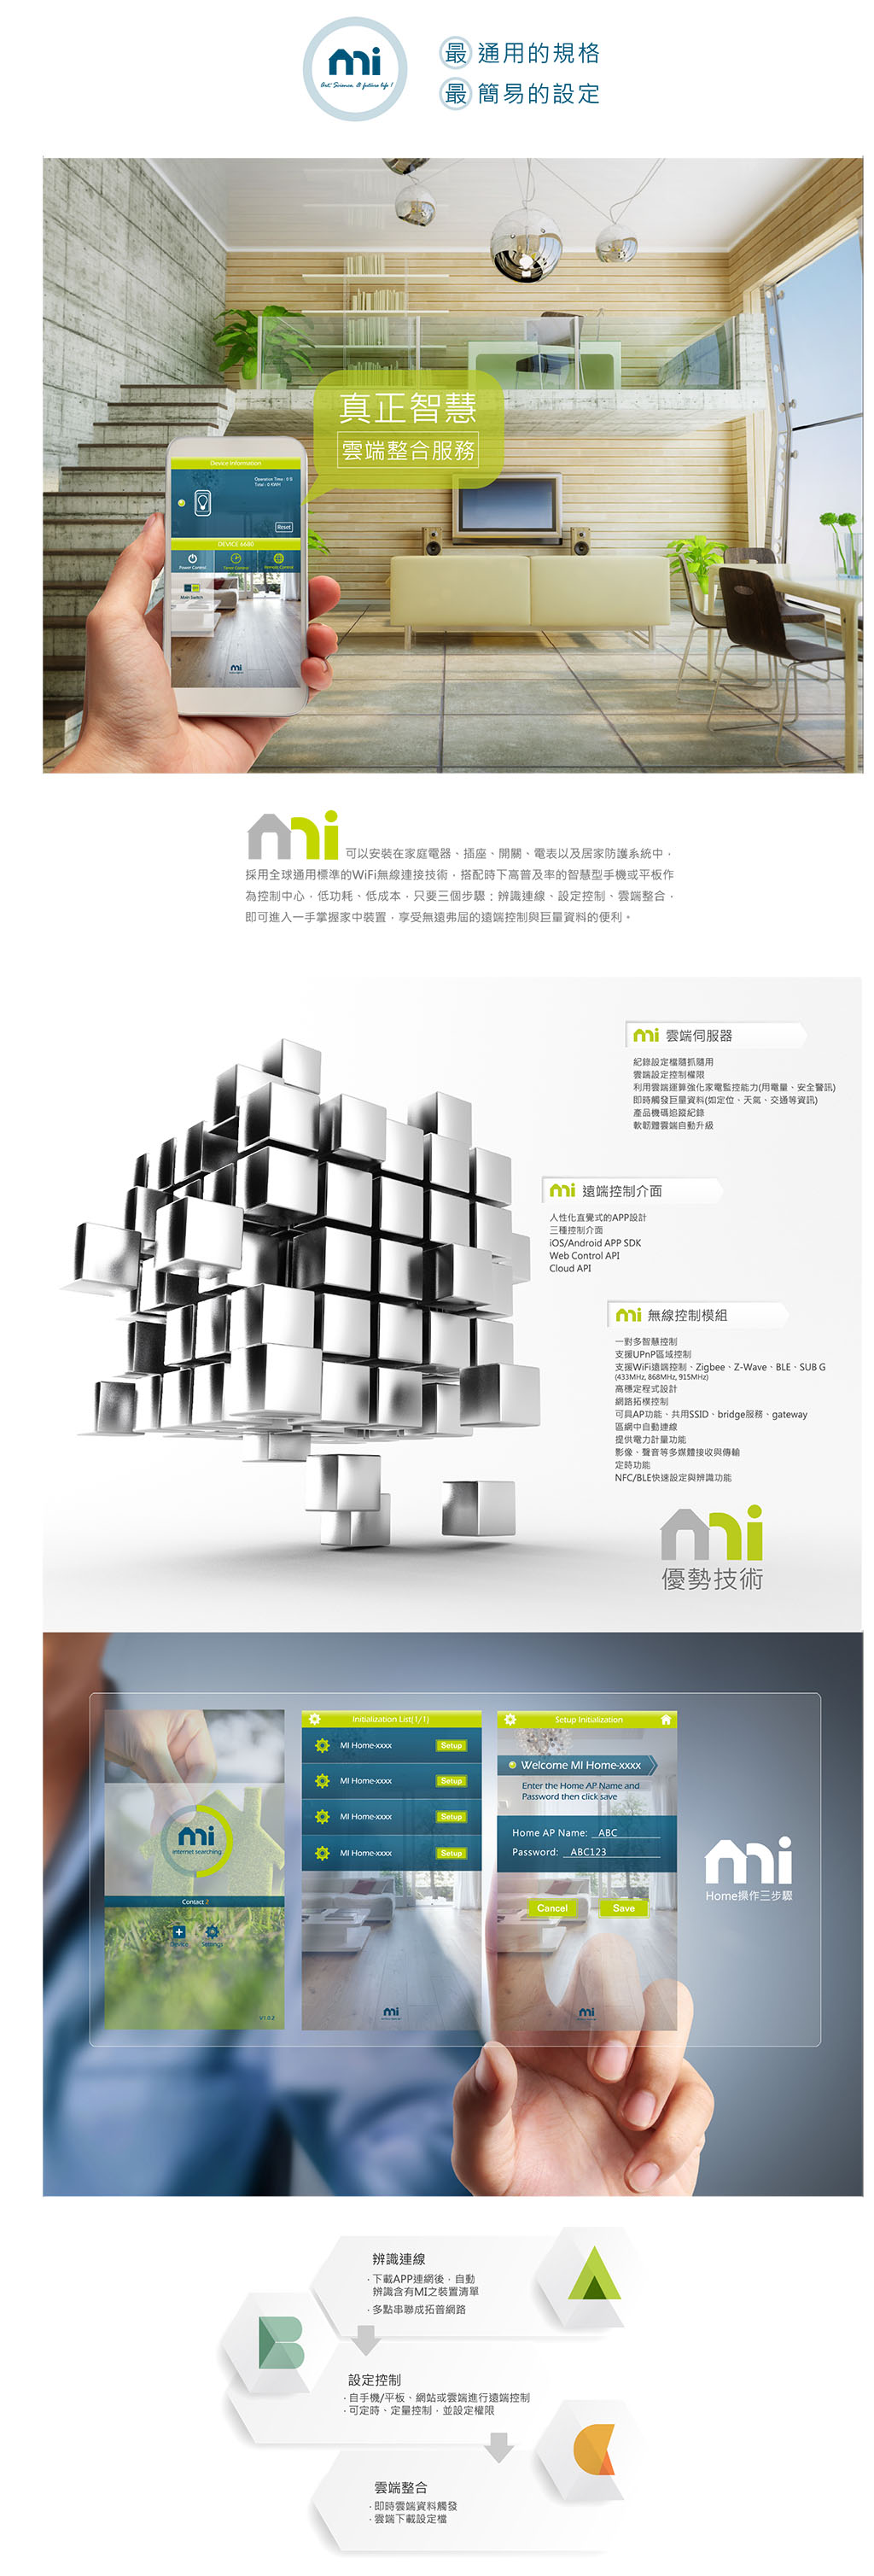 mi
Art, Science, A future life !
最 通用的規格
最 簡易的設定
真正智慧
雲端整合服務
Device Information
Operation Time : 0 S
Total : 0 KWH
Reset
DEVICE 6680
Power Control
Timer Control
Remote Control
Main Switch
mi
mi 可以安裝在家庭電器、插座、開關、電表以及居家防護系統中，
採用全球通用標準的WiFi無線連接技術，搭配時下高普及率的智慧型手機或平板作
為控制中心，低功耗、低成本，只要三個步驟：辨識連線、設定控制、雲端整合，
即可進入一手掌握家中裝置，享受無遠弗屆的遠端控制與巨量資料的便利。
mi 雲端伺服器
紀錄設定檔隨抓隨用
雲端設定控制權限
利用雲端運算強化家電監控能力(用電量、安全警訊)
即時觸發巨量資料(如定位、天氣、交通等資訊)
產品機碼追蹤紀錄
軟韌體雲端自動升級
mi 遠端控制介面
人性化直覺式的APP設計
三種控制介面
iOS/Android APP SDK
Web Control API
Cloud API
mi 無線控制模組
一對多智慧控制
支援UPnP區域控制
支援WiFi遠端控制、Zigbee、Z-Wave、BLE、SUB G
(433MHz, 868MHz, 915MHz)
高穩定程式設計
網路拓樸控制
可具AP功能、共用SSID、bridge服務、gateway
區網中自動連線
提供電力計量功能
影像、聲音等多媒體接收與傳輸
定時功能
NFC/BLE快速設定與辨識功能
mi
優勢技術
mi
internet searching
Contact 2
Device
Settings
V1.0.2
Initialization List(1/1)
MI Home-xxxx Setup
MI Home-xxxx Setup
MI Home-xxxx Setup
MI Home-xxxx Setup
mi
Setup Initialization
Welcome MI Home-xxxx
Enter the Home AP Name and
Password then click save
Home AP Name: ABC
Password: ABC123
Cancel
Save
mi
mi
Home操作三步驟
A
辨識連線
·下載APP連網後，自動
辨識含有MI之裝置清單
·多點串聯成拓普網路
B
設定控制
·自手機/平板、網站或雲端進行遠端控制
·可定時、定量控制，並設定權限
C
雲端整合
·即時雲端資料觸發
·雲端下載設定檔